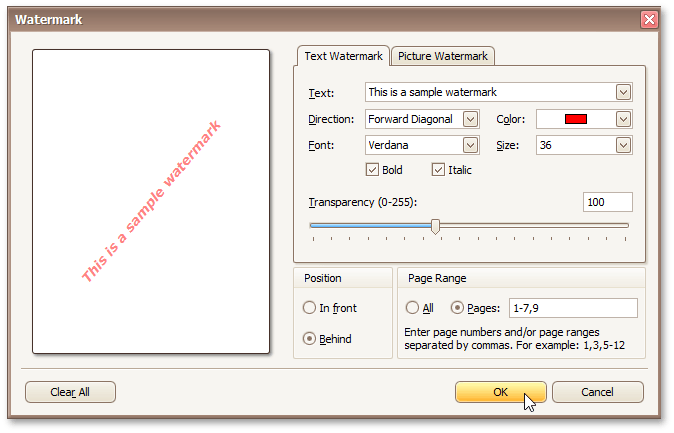 Watermark
This is a sample watermark
Text Watermark
Picture Watermark
Text: This is a sample watermark
Direction: Forward Diagonal Color:
Font: Verdana Size: 36
Bold Italic
Transparency (0-255): 100
Position
In front
Behind
Page Range
All Pages: 1-7,9
Enter page numbers and/or page ranges
separated by commas. For example: 1,3,5-12
Clear All OK Cancel